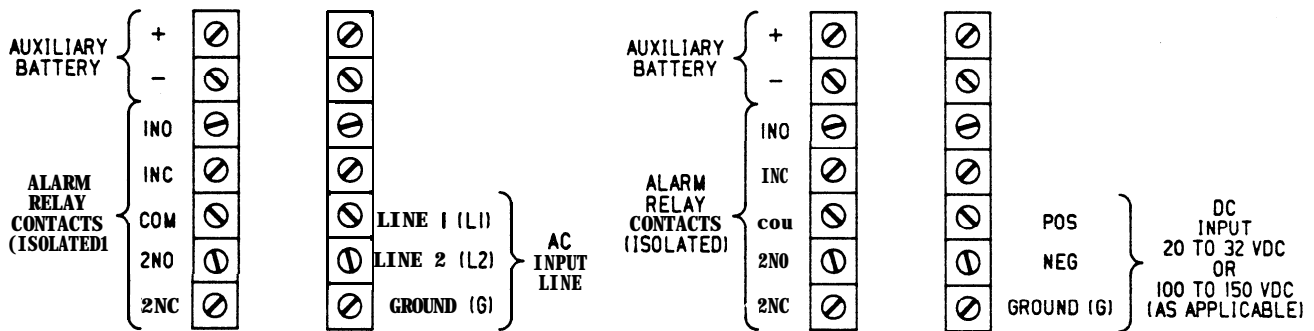 AUXILIARY
BATTERY
+
−
INO
INC
COM
2NO
2NC
ALARM
RELAY
CONTACTS
(ISOLATED1
LINE 1 (L1)
LINE 2 (L2)
GROUND (G)
AC
INPUT
LINE
AUXILIARY
BATTERY
+
−
INO
INC
cou
2NO
2NC
ALARM
RELAY
CONTACTS
(ISOLATED)
POS
NEG
GROUND (G)
DC
INPUT
20 TO 32 VDC
OR
100 TO 150 VDC
(AS APPLICABLE)